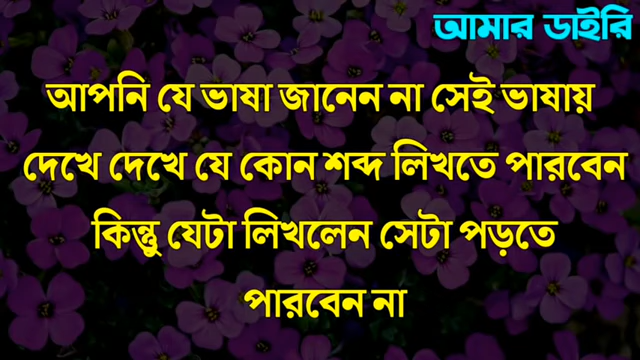 আমার ডাইরি
আপনি যে ভাষা জানেন না সেই ভাষায়
দেখে দেখে যে কোন শব্দ লিখতে পারবেন
কিন্তু যেটা লিখলেন সেটা পড়তে
পারবেন না